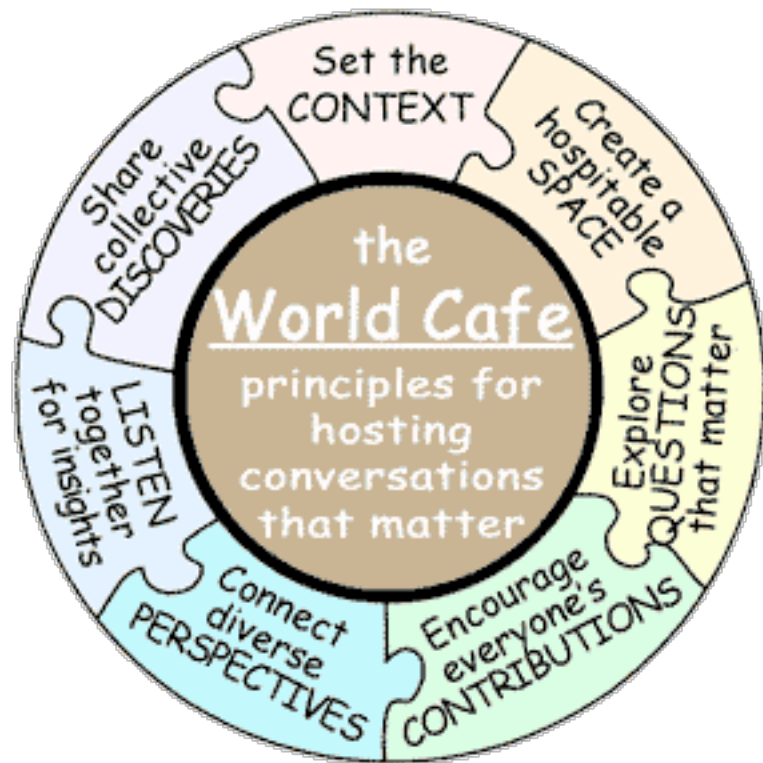 the
World Cafe
principles for
hosting
conversations
that matter
Set the
CONTEXT
Create a
hospitable
SPACE
Explore
QUESTIONS
that matter
Encourage
everyone's
CONTRIBUTIONS
Connect
diverse
PERSPECTIVES
LISTEN
together
for insights
Share
collective
DISCOVERIES